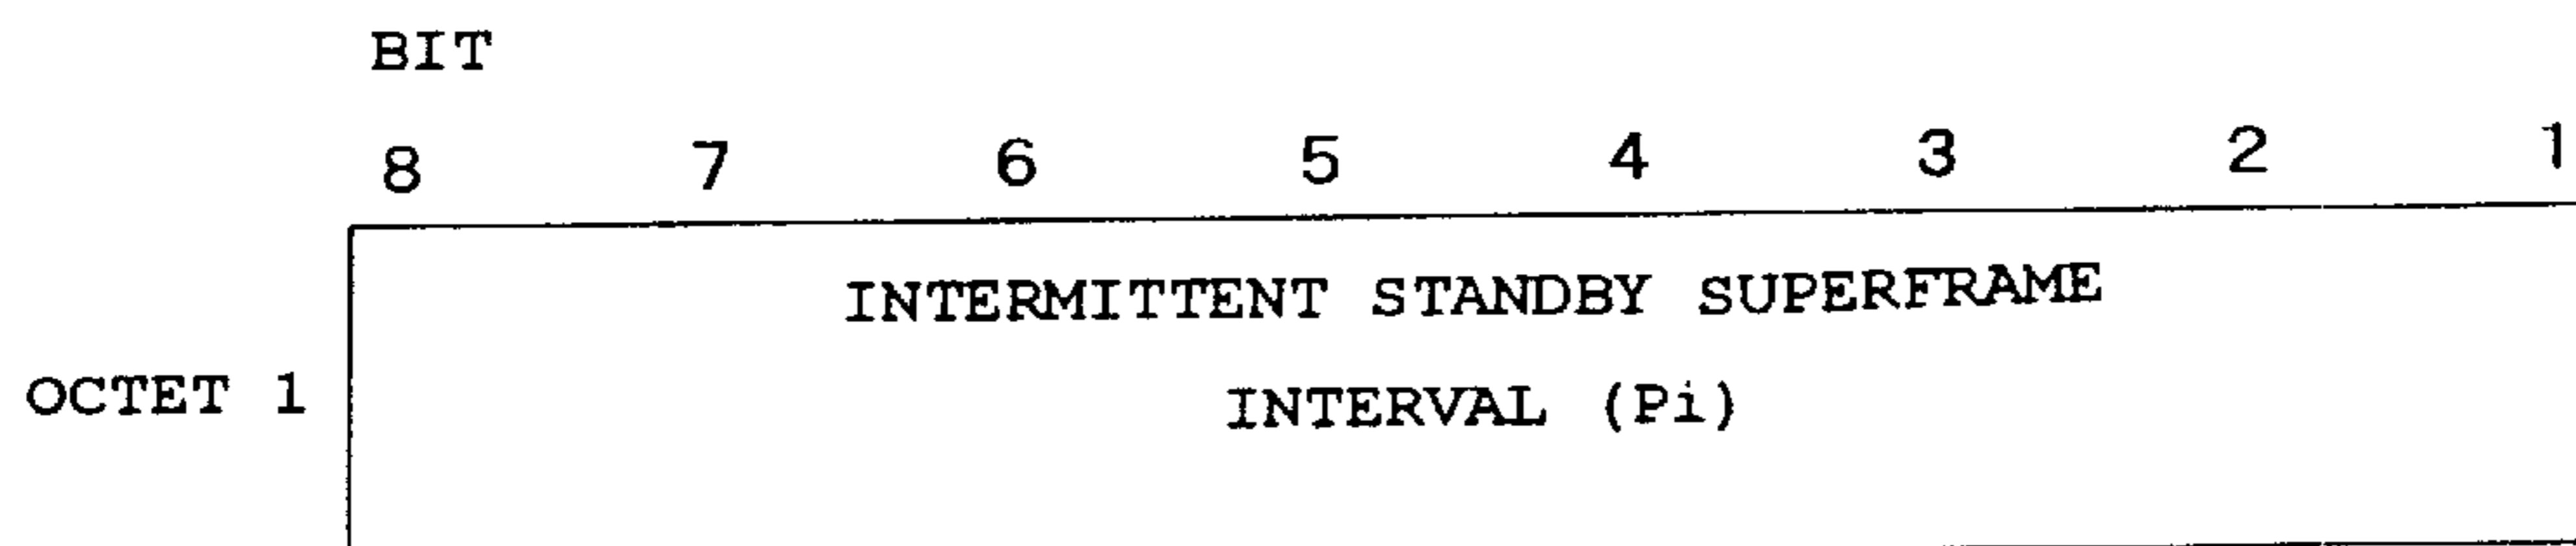 BIT
8 7 6 5 4 3 2 1
INTERMITTENT STANDBY SUPERFRAME
OCTET 1 INTERVAL (Pi)